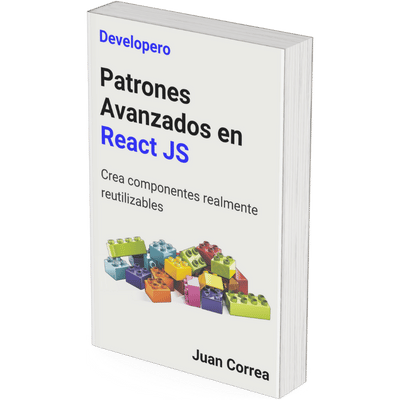 Developero
Patrones
Avanzados en
React JS
Crea componentes realmente
reutilizables
Juan Correa